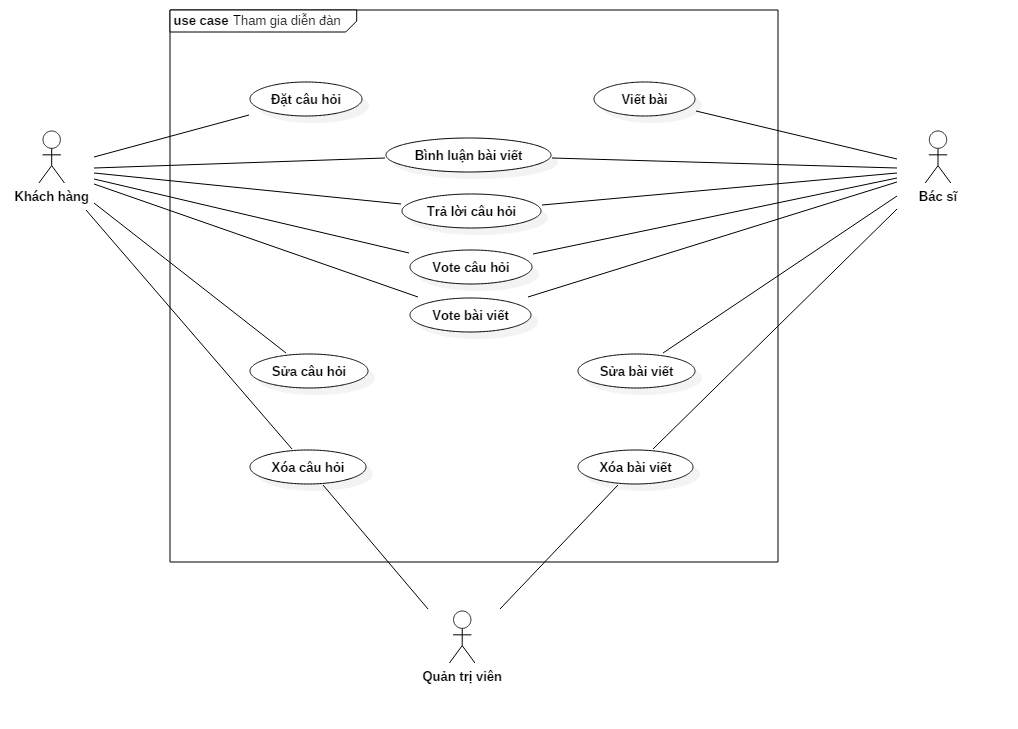 use case Tham gia diễn đàn
Đặt câu hỏi
Viết bài
Bình luận bài viết
Khách hàng
Bác sĩ
Trả lời câu hỏi
Vote câu hỏi
Vote bài viết
Sửa câu hỏi
Sửa bài viết
Xóa câu hỏi
Xóa bài viết
Quản trị viên